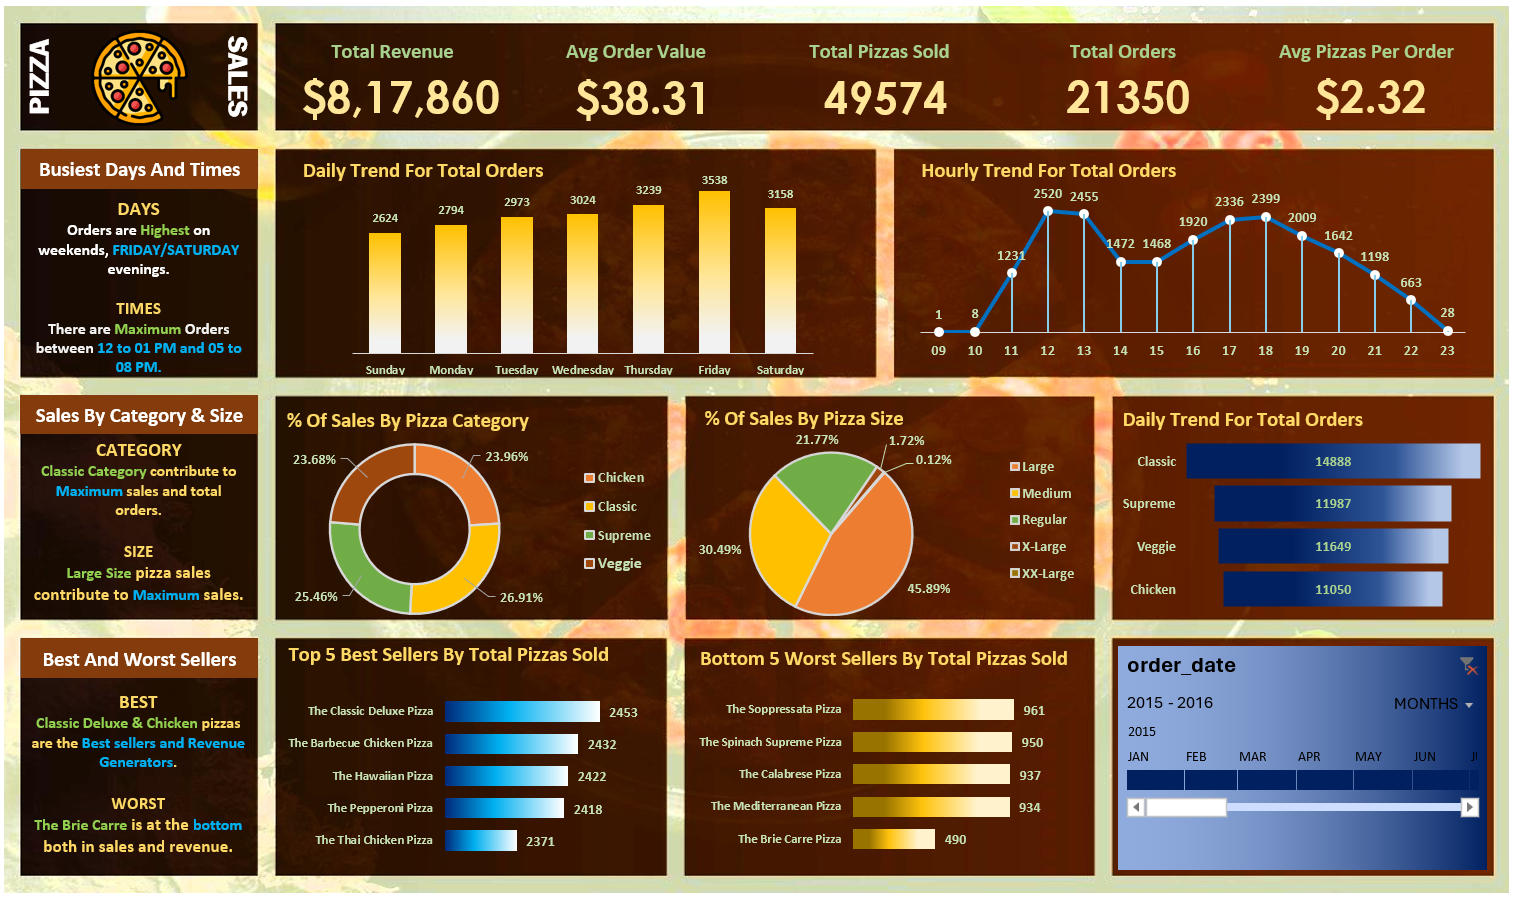 PIZZA
SALES
Total Revenue
$8,17,860
Avg Order Value
$38.31
Total Pizzas Sold
49574
Total Orders
21350
Avg Pizzas Per Order
$2.32
Busiest Days And Times
DAYS
Orders are Highest on
weekends, FRIDAY/SATURDAY
evenings.
TIMES
There are Maximum Orders
between 12 to 01 PM and 05 to
08 PM.
Daily Trend For Total Orders
2624
2794
2973
3024
3239
3538
3158
Sunday
Monday
Tuesday
Wednesday
Thursday
Friday
Saturday
Hourly Trend For Total Orders
1
8
1231
2520
2455
1472
1468
1920
2336
2399
2009
1642
1198
663
28
09
10
11
12
13
14
15
16
17
18
19
20
21
22
23
Sales By Category & Size
CATEGORY
Classic Category contribute to
Maximum sales and total
orders.
SIZE
Large Size pizza sales
contribute to Maximum sales.
% Of Sales By Pizza Category
23.68%
23.96%
25.46%
26.91%
Chicken
Classic
Supreme
Veggie
% Of Sales By Pizza Size
21.77%
1.72%
0.12%
30.49%
45.89%
Large
Medium
Regular
X-Large
XX-Large
Daily Trend For Total Orders
Classic 14888
Supreme 11987
Veggie 11649
Chicken 11050
Best And Worst Sellers
BEST
Classic Deluxe & Chicken pizzas
are the Best sellers and Revenue
Generators.
WORST
The Brie Carre is at the bottom
both in sales and revenue.
Top 5 Best Sellers By Total Pizzas Sold
The Classic Deluxe Pizza 2453
The Barbecue Chicken Pizza 2432
The Hawaiian Pizza 2422
The Pepperoni Pizza 2418
The Thai Chicken Pizza 2371
Bottom 5 Worst Sellers By Total Pizzas Sold
The Soppressata Pizza 961
The Spinach Supreme Pizza 950
The Calabrese Pizza 937
The Mediterranean Pizza 934
The Brie Carre Pizza 490
order_date
2015 - 2016
MONTHS
2015
JAN FEB MAR APR MAY JUN